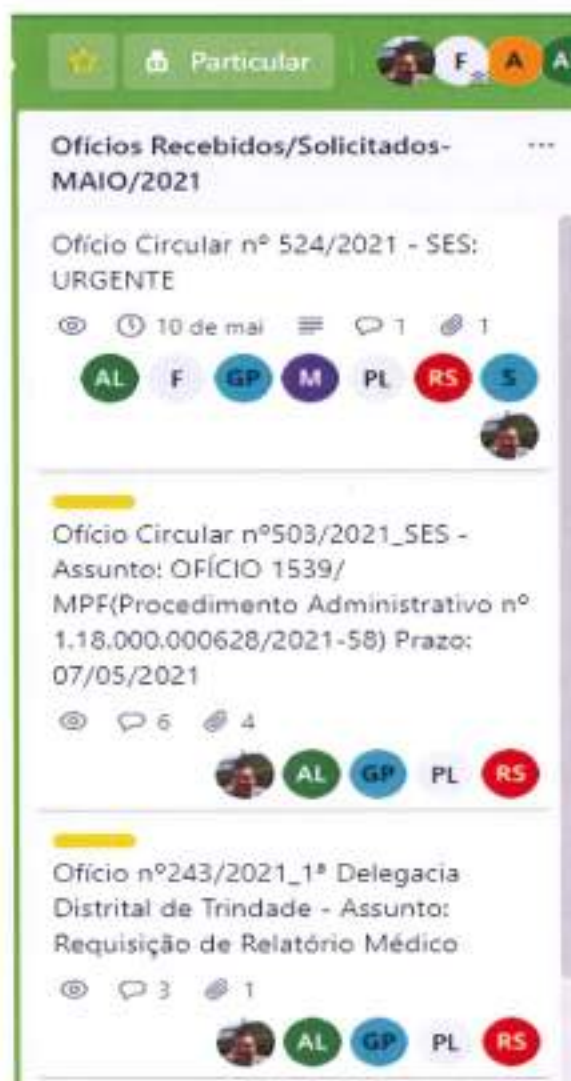 Particular
F A A
Ofícios Recebidos/Solicitados-
MAIO/2021
Ofício Circular nº 524/2021 - SES:
URGENTE
10 de mai 1 1
AL F GP M PL RS S
Ofício Circular nº503/2021_SES -
Assunto: OFÍCIO 1539/
MPF(Procedimento Administrativo nº
1.18.000.000628/2021-58) Prazo:
07/05/2021
6 4
AL GP PL RS
Ofício nº243/2021_1ª Delegacia
Distrital de Trindade - Assunto:
Requisição de Relatório Médico
3 1
AL GP PL RS